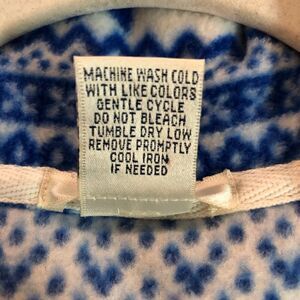 MACHINE WASH COLD
WITH LIKE COLORS
GENTLE CYCLE
DO NOT BLEACH
TUMBLE DRY LOW
REMOVE PROMPTLY
COOL IRON
IF NEEDED